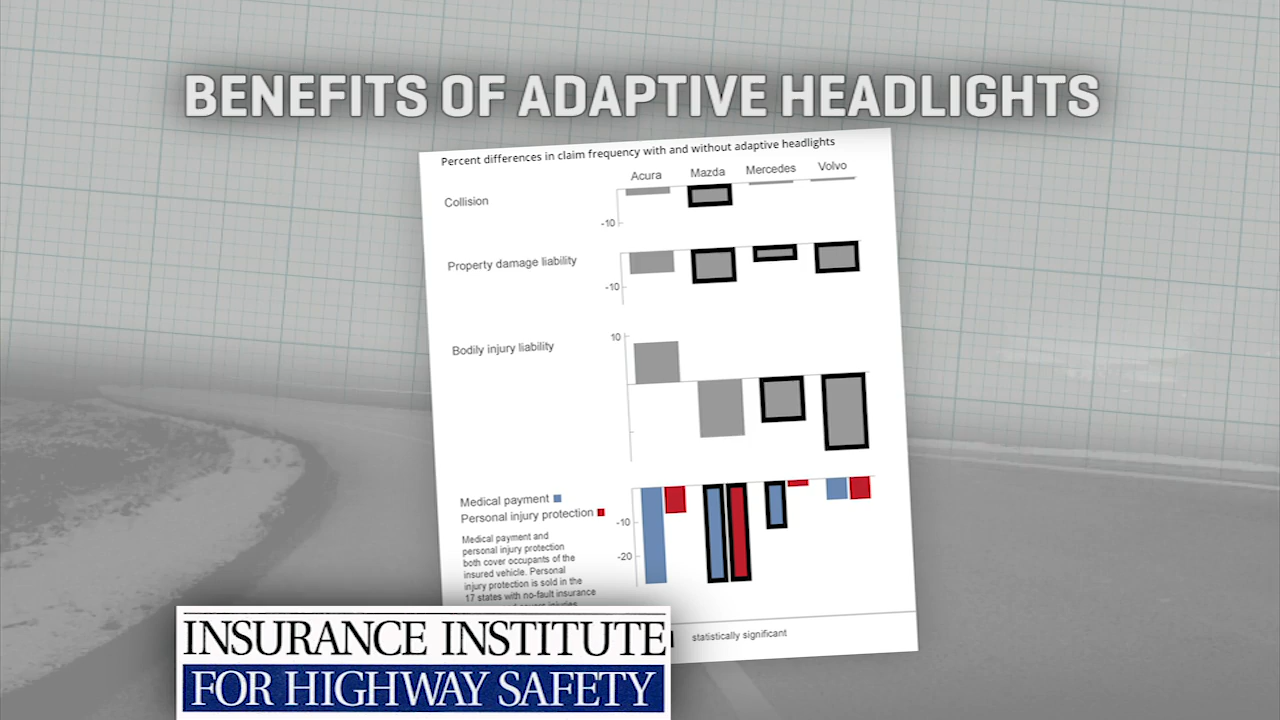 BENEFITS OF ADAPTIVE HEADLIGHTS
Percent differences in claim frequency with and without adaptive headlights
Acura Mazda Mercedes Volvo
Collision
-10
Property damage liability
-10
10
Bodily injury liability
Medical payment
Personal injury protection
-10
-20
Medical payment and
personal injury protection
both cover occupants of the
insured vehicle. Personal
injury protection is sold in the
17 states with no-fault insurance
statistically significant
INSURANCE INSTITUTE
FOR HIGHWAY SAFETY